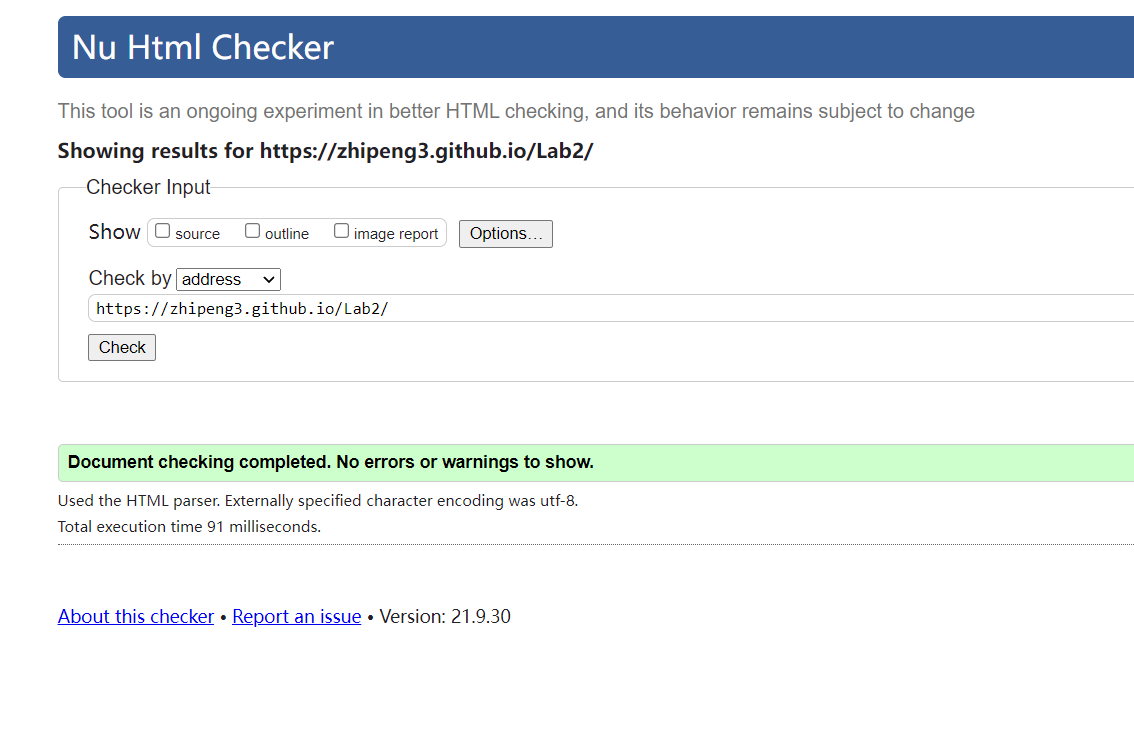 Nu Html Checker
This tool is an ongoing experiment in better HTML checking, and its behavior remains subject to change
Showing results for https://zhipeng3.github.io/Lab2/
Checker Input
Show source outline image report Options...
Check by address
https://zhipeng3.github.io/Lab2/
Check
Document checking completed. No errors or warnings to show.
Used the HTML parser. Externally specified character encoding was utf-8.
Total execution time 91 milliseconds.
About this checker • Report an issue • Version: 21.9.30